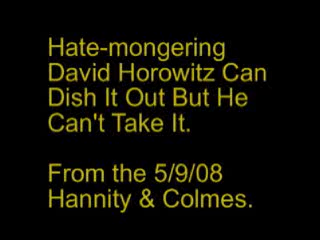 Hate-mongering
David Horowitz Can
Dish It Out But He
Can't Take It.
From the 5/9/08
Hannity & Colmes.